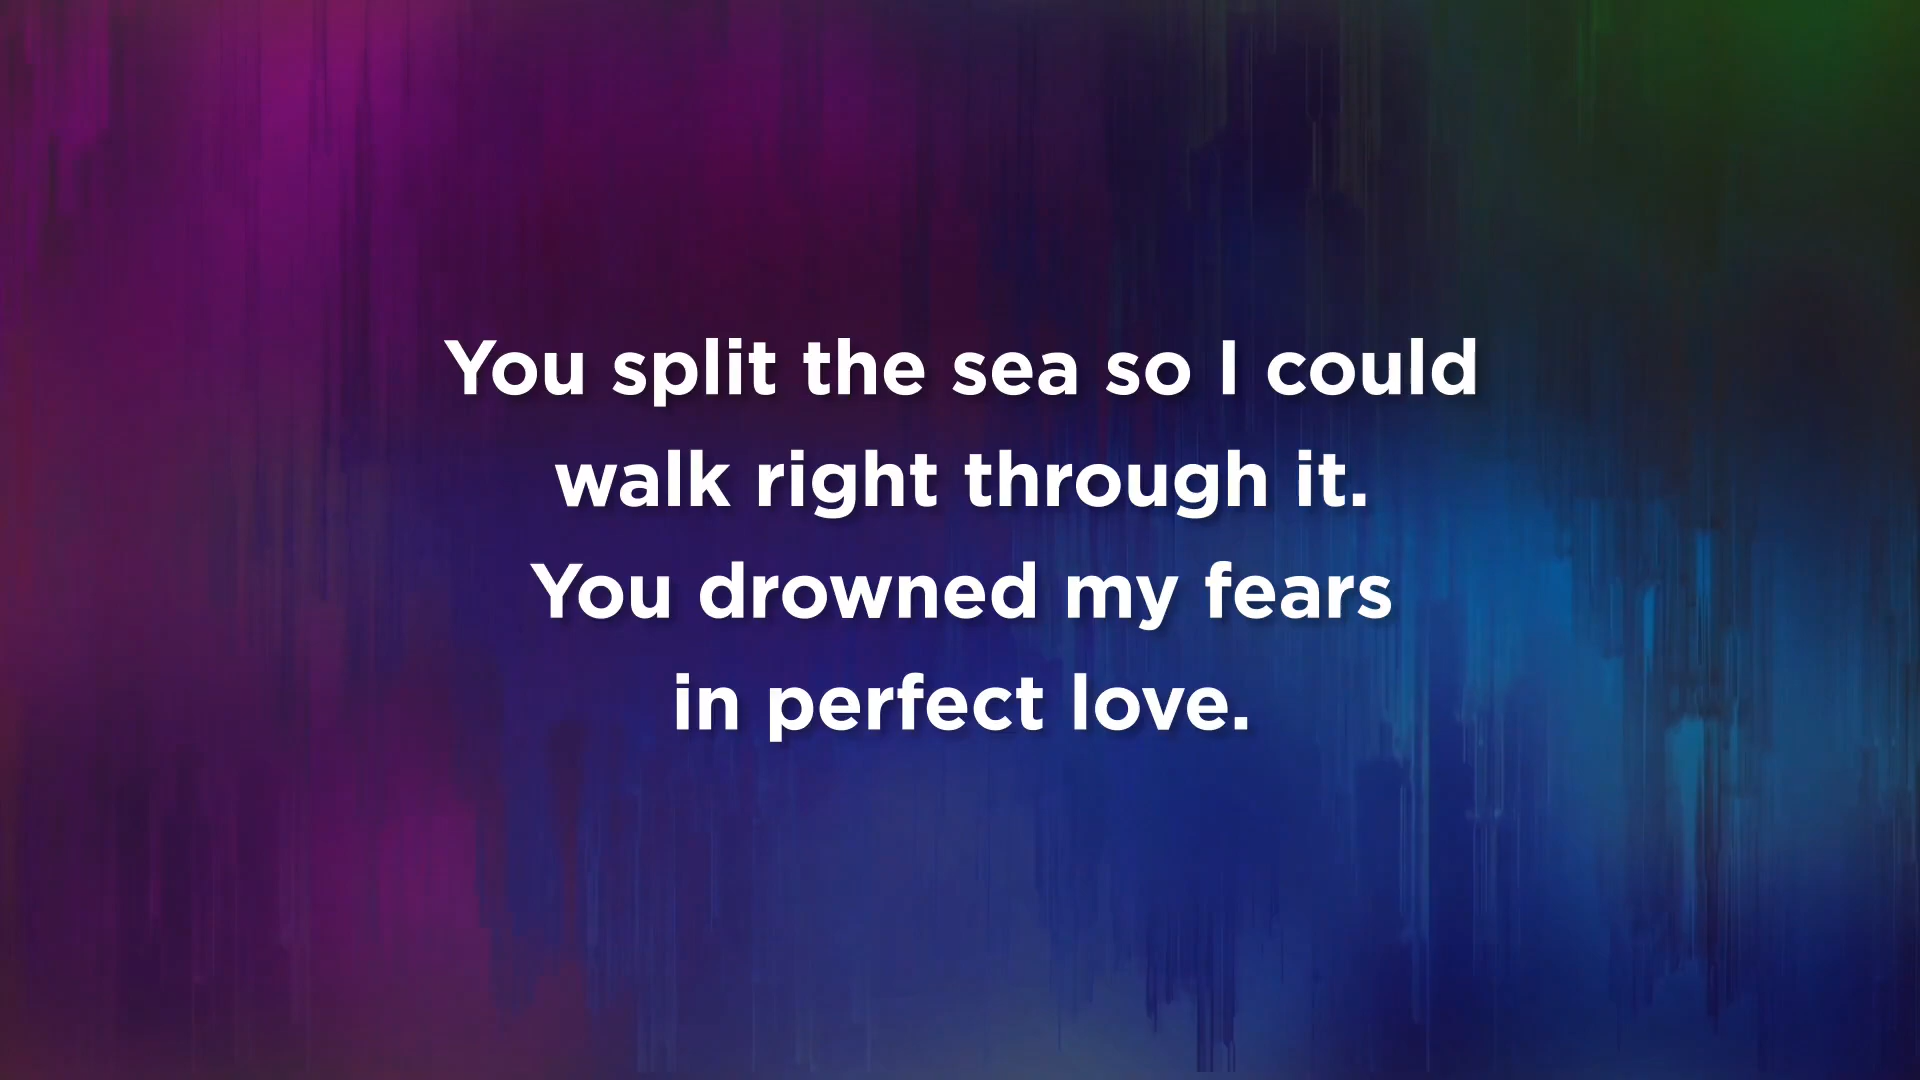 You split the sea so I could
walk right through it.
You drowned my fears
in perfect love.